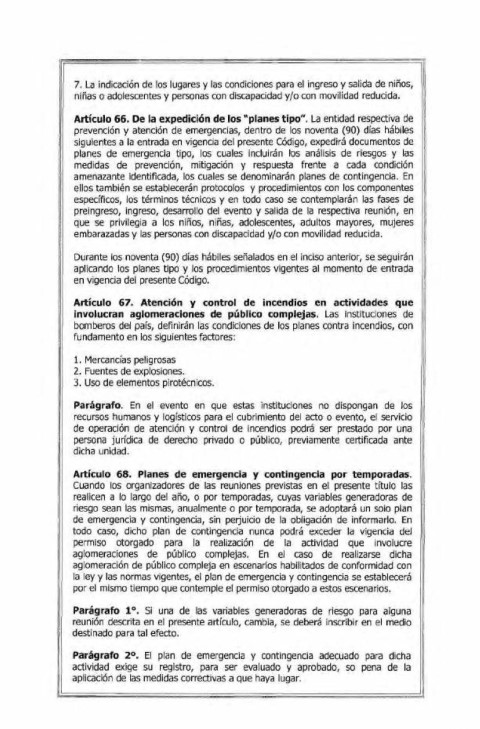 7. La indicación de los lugares y las condiciones para el ingreso y salida de niños,
niñas o adolescentes y personas con discapacidad y/o con movilidad reducida.
Artículo 66. De la expedición de los "planes tipo". La entidad respectiva de
prevención y atención de emergencias, dentro de los noventa (90) días hábiles
siguientes a la entrada en vigencia del presente Código, expedirá documentos de
planes de emergencia tipo, los cuales incluirán los análisis de riesgos y las
medidas de prevención, mitigación y respuesta frente a cada condición
amenazante identificada, los cuales se denominarán planes de contingencia. En
ellos también se establecerán protocolos y procedimientos con los componentes
específicos, los términos técnicos y en todo caso se contemplarán las fases de
preingreso, ingreso, desarrollo del evento y salida de la respectiva reunión, en
que se privilegia a los niños, niñas, adolescentes, adultos mayores, mujeres
embarazadas y las personas con discapacidad y/o con movilidad reducida.
Durante los noventa (90) días hábiles señalados en el inciso anterior, se seguirán
aplicando los planes tipo y los procedimientos vigentes al momento de entrada
en vigencia del presente Código.
Artículo 67. Atención y control de incendios en actividades que
involucran aglomeraciones de público complejas. Las instituciones de
bomberos del país, definirán las condiciones de los planes contra incendios, con
fundamento en los siguientes factores:
1. Mercancías peligrosas
2. Fuentes de explosiones.
3. Uso de elementos pirotécnicos.
Parágrafo. En el evento en que estas instituciones no dispongan de los
recursos humanos y logísticos para el cubrimiento del acto o evento, el servicio
de operación de atención y control de incendios podrá ser prestado por una
persona jurídica de derecho privado o público, previamente certificada ante
dicha unidad.
Artículo 68. Planes de emergencia y contingencia por temporadas.
Cuando los organizadores de las reuniones previstas en el presente título las
realicen a lo largo del año, o por temporadas, cuyas variables generadoras de
riesgo sean las mismas, anualmente o por temporada, se adoptará un solo plan
de emergencia y contingencia, sin perjuicio de la obligación de informarlo. En
todo caso, dicho plan de contingencia nunca podrá exceder la vigencia del
permiso otorgado para la realización de la actividad que involucre
aglomeraciones de público complejas. En el caso de realizarse dicha
aglomeración de público compleja en escenarios habilitados de conformidad con
la ley y las normas vigentes, el plan de emergencia y contingencia se establecerá
por el mismo tiempo que contemple el permiso otorgado a estos escenarios.
Parágrafo 1°. Si una de las variables generadoras de riesgo para alguna
reunión descrita en el presente artículo, cambia, se deberá inscribir en el medio
destinado para tal efecto.
Parágrafo 2°. El plan de emergencia y contingencia adecuado para dicha
actividad exige su registro, para ser evaluado y aprobado, so pena de la
aplicación de las medidas correctivas a que haya lugar.